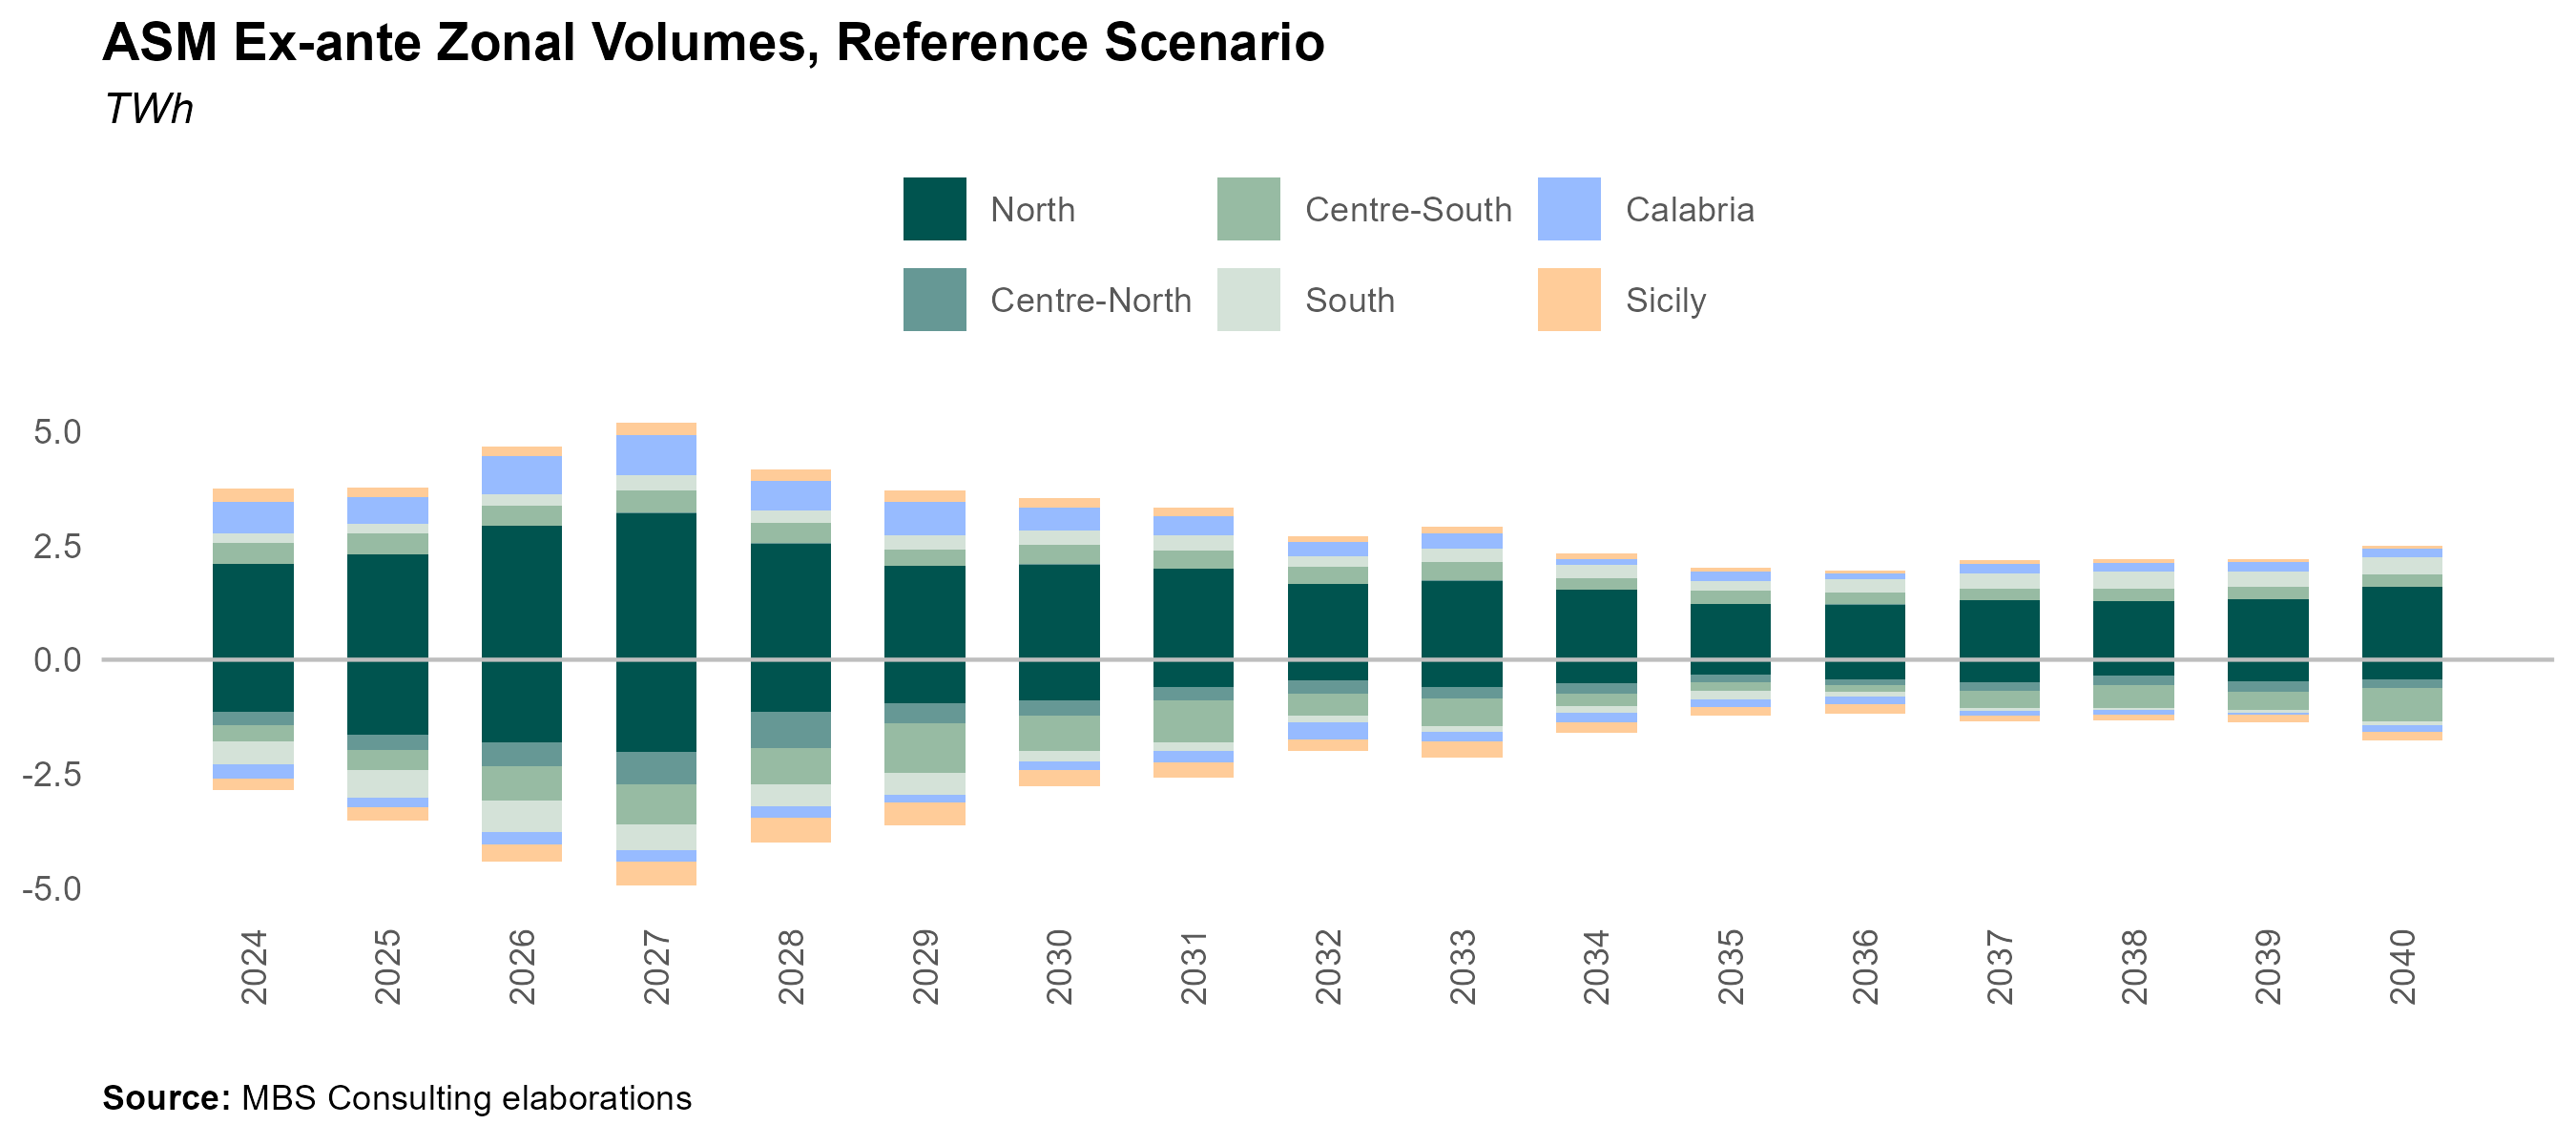 ASM Ex-ante Zonal Volumes, Reference Scenario
TWh
North
Centre-South
Calabria
Centre-North
South
Sicily
5.0
2.5
0.0
-2.5
-5.0
2024
2025
2026
2027
2028
2029
2030
2031
2032
2033
2034
2035
2036
2037
2038
2039
2040
Source: MBS Consulting elaborations